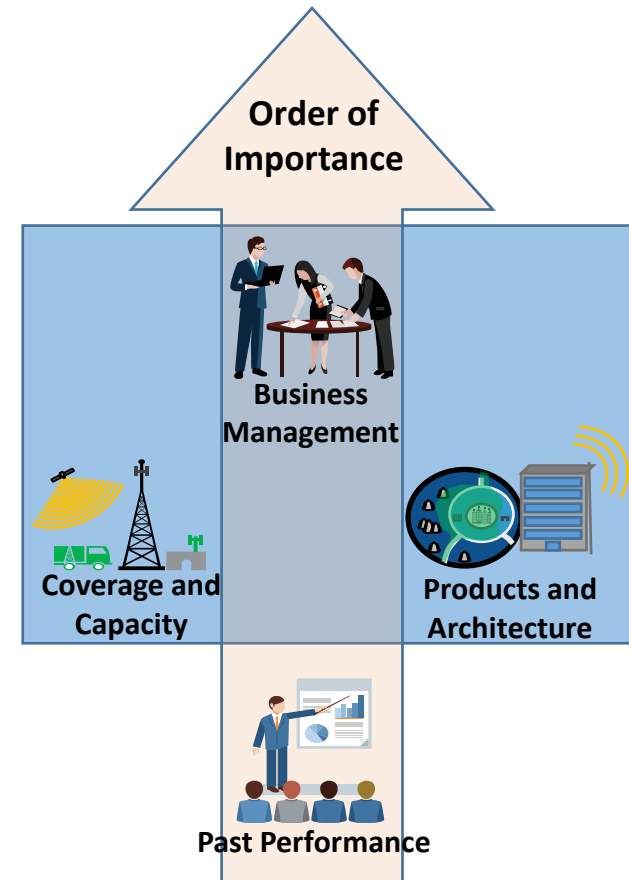 Order of
Importance
Business
Management
Coverage and
Capacity
Products and
Architecture
Past Performance